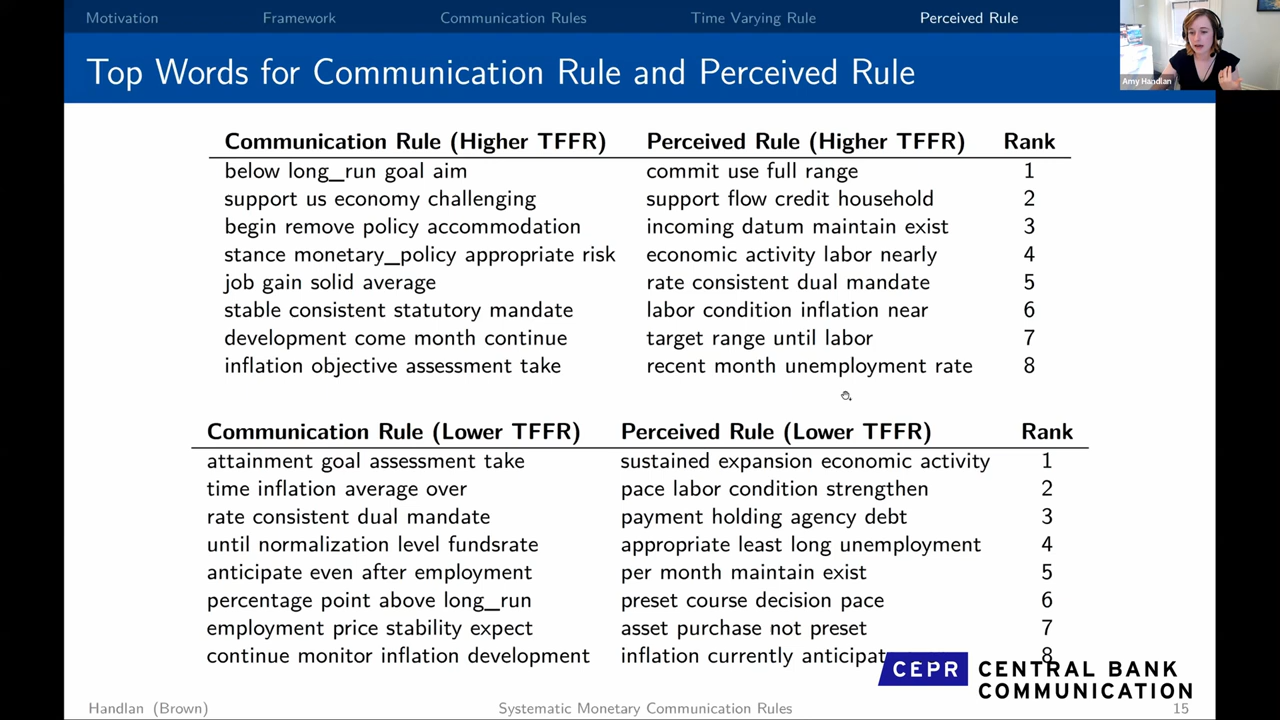 Motivation Framework Communication Rules Time Varying Rule Perceived Rule
Top Words for Communication Rule and Perceived Rule
Amy Handlan
Communication Rule (Higher TFFR) Perceived Rule (Higher TFFR) Rank
below long_run goal aim commit use full range 1
support us economy challenging support flow credit household 2
begin remove policy accommodation incoming datum maintain exist 3
stance monetary_policy appropriate risk economic activity labor nearly 4
job gain solid average rate consistent dual mandate 5
stable consistent statutory mandate labor condition inflation near 6
development come month continue target range until labor 7
inflation objective assessment take recent month unemployment rate 8
Communication Rule (Lower TFFR) Perceived Rule (Lower TFFR) Rank
attainment goal assessment take sustained expansion economic activity 1
time inflation average over pace labor condition strengthen 2
rate consistent dual mandate payment holding agency debt 3
until normalization level fundsrate appropriate least long unemployment 4
anticipate even after employment per month maintain exist 5
percentage point above long_run preset course decision pace 6
employment price stability expect asset purchase not preset 7
continue monitor inflation development inflation currently 8
CEPR CENTRAL BANK
COMMUNICATION
Handlan (Brown) Systematic Monetary Communication Rules 15